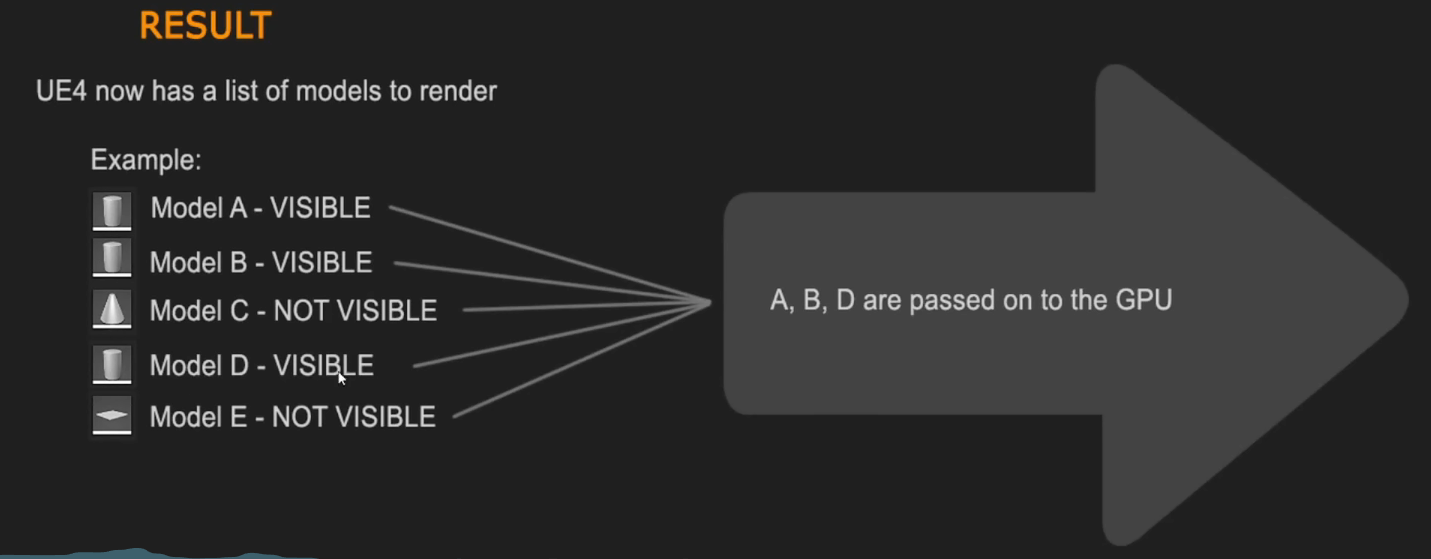 RESULT
UE4 now has a list of models to render
Example:
Model A - VISIBLE
Model B - VISIBLE
Model C - NOT VISIBLE
Model D - VISIBLE
Model E - NOT VISIBLE
A, B, D are passed on to the GPU